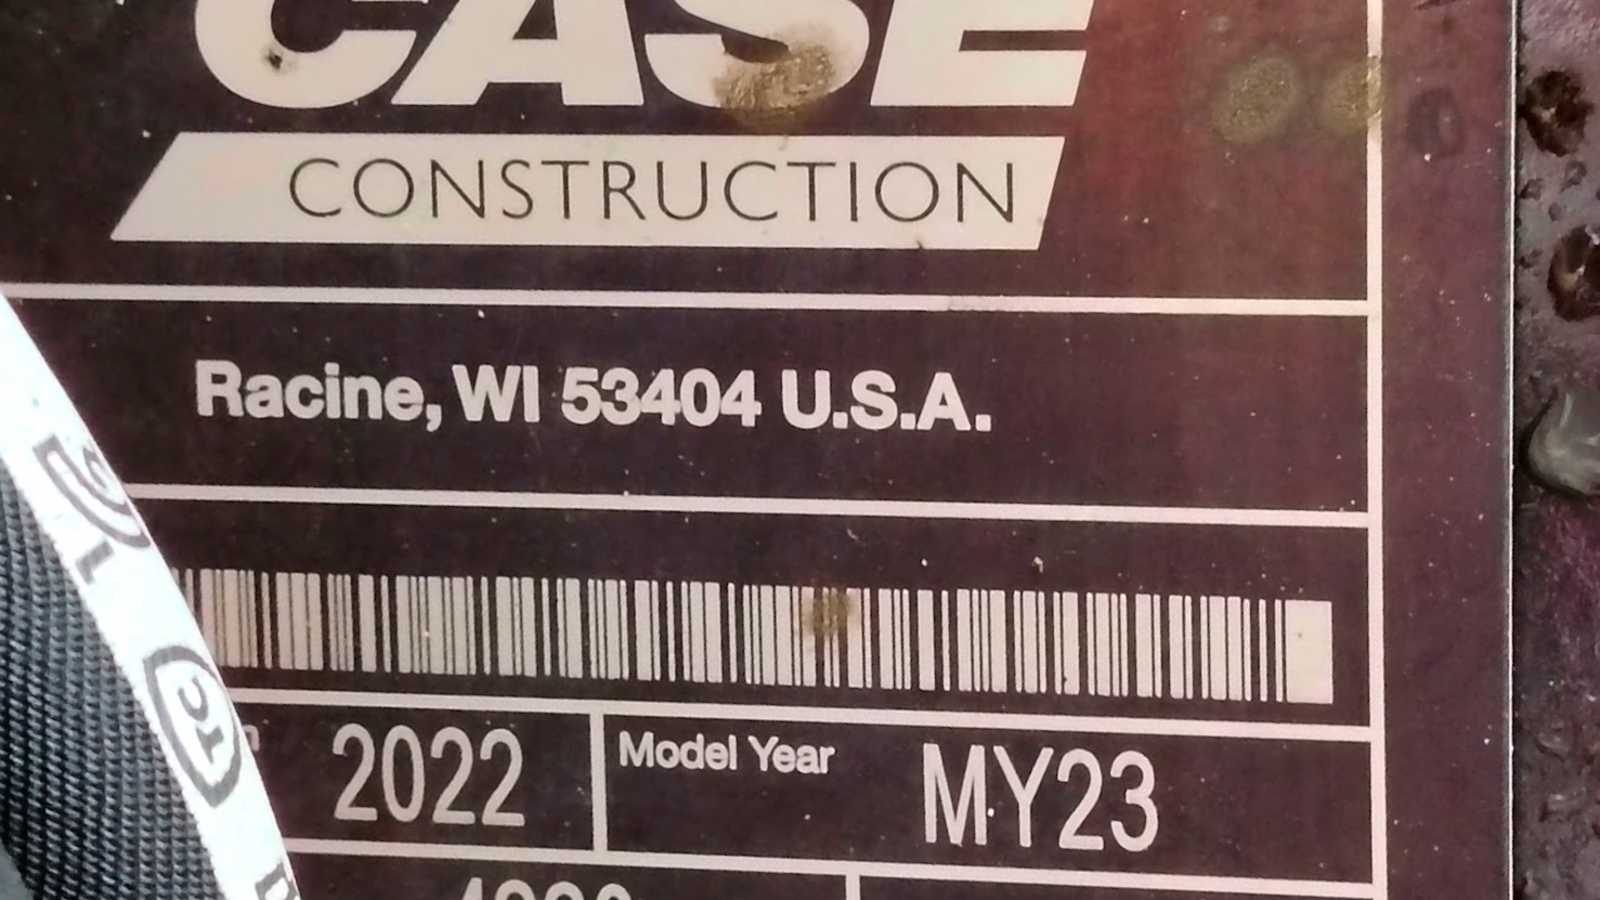 CASE
CONSTRUCTION
Racine, WI 53404 U.S.A.
2022 Model Year MY23